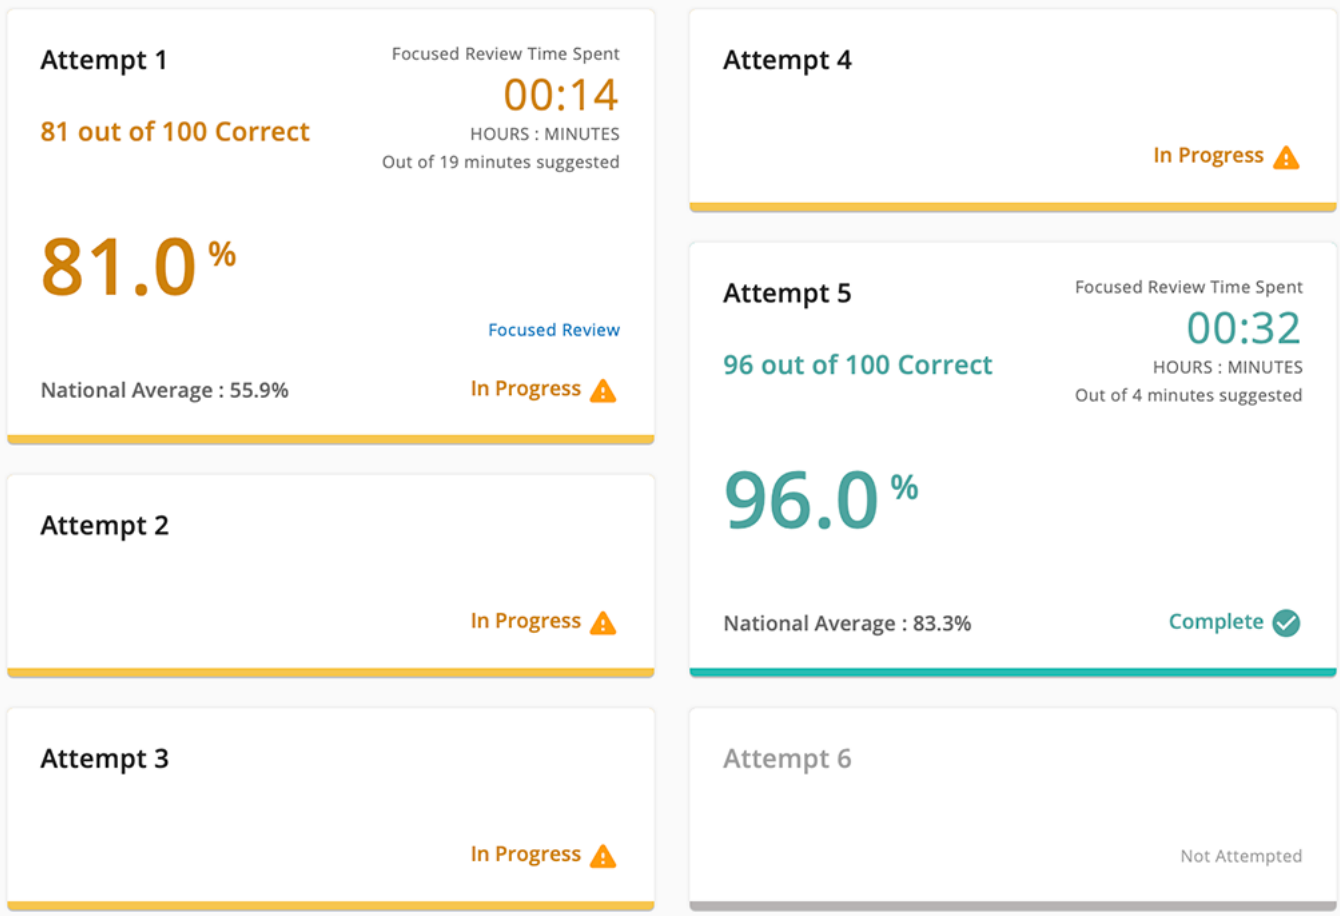 Attempt 1
Focused Review Time Spent
00:14
81 out of 100 Correct
HOURS : MINUTES
Out of 19 minutes suggested
81.0 %
Focused Review
National Average : 55.9%
In Progress
Attempt 2
In Progress
Attempt 3
In Progress
Attempt 4
In Progress
Attempt 5
Focused Review Time Spent
00:32
96 out of 100 Correct
HOURS : MINUTES
Out of 4 minutes suggested
96.0 %
National Average : 83.3%
Complete
Attempt 6
Not Attempted